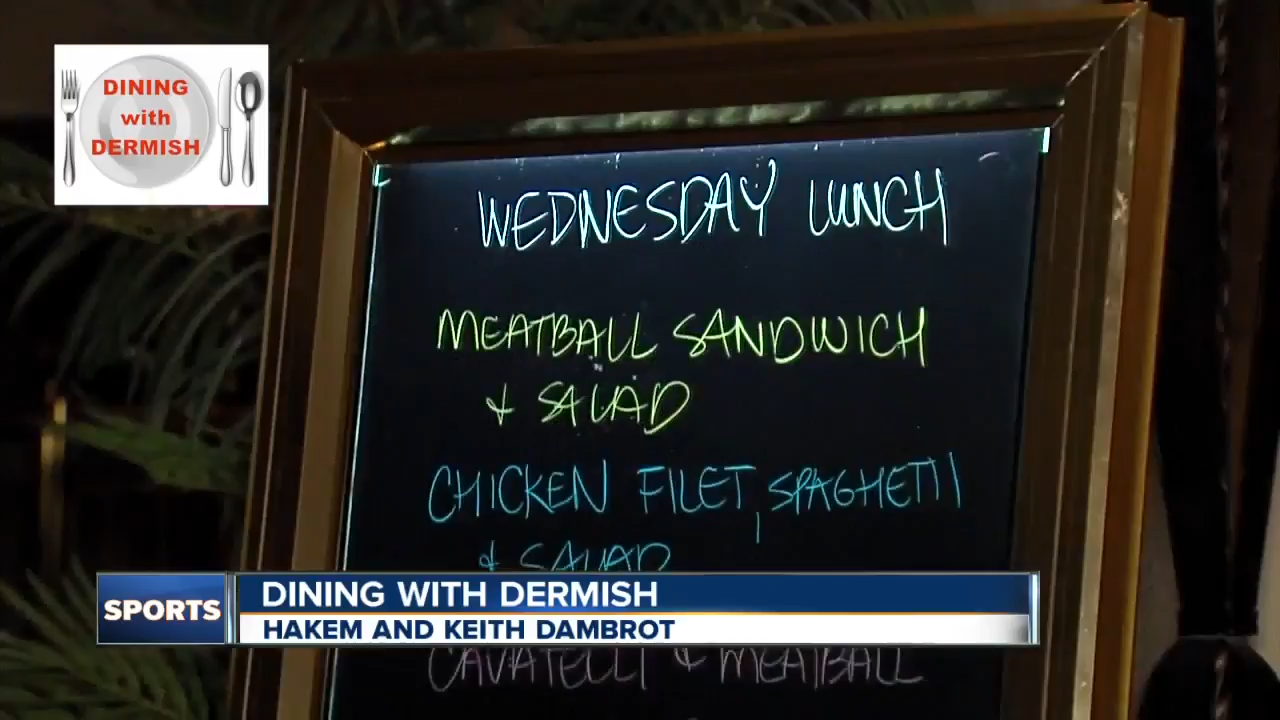 DINING
with
DERMISH
WEDNESDAY LUNCH
MEATBALL SANDWICH
& SALAD
CHICKEN FILET, SPAGHETTI
& SALAD
SPORTS
DINING WITH DERMISH
HAKEM AND KEITH DAMBROT
CAVATELLI & MEATBALL